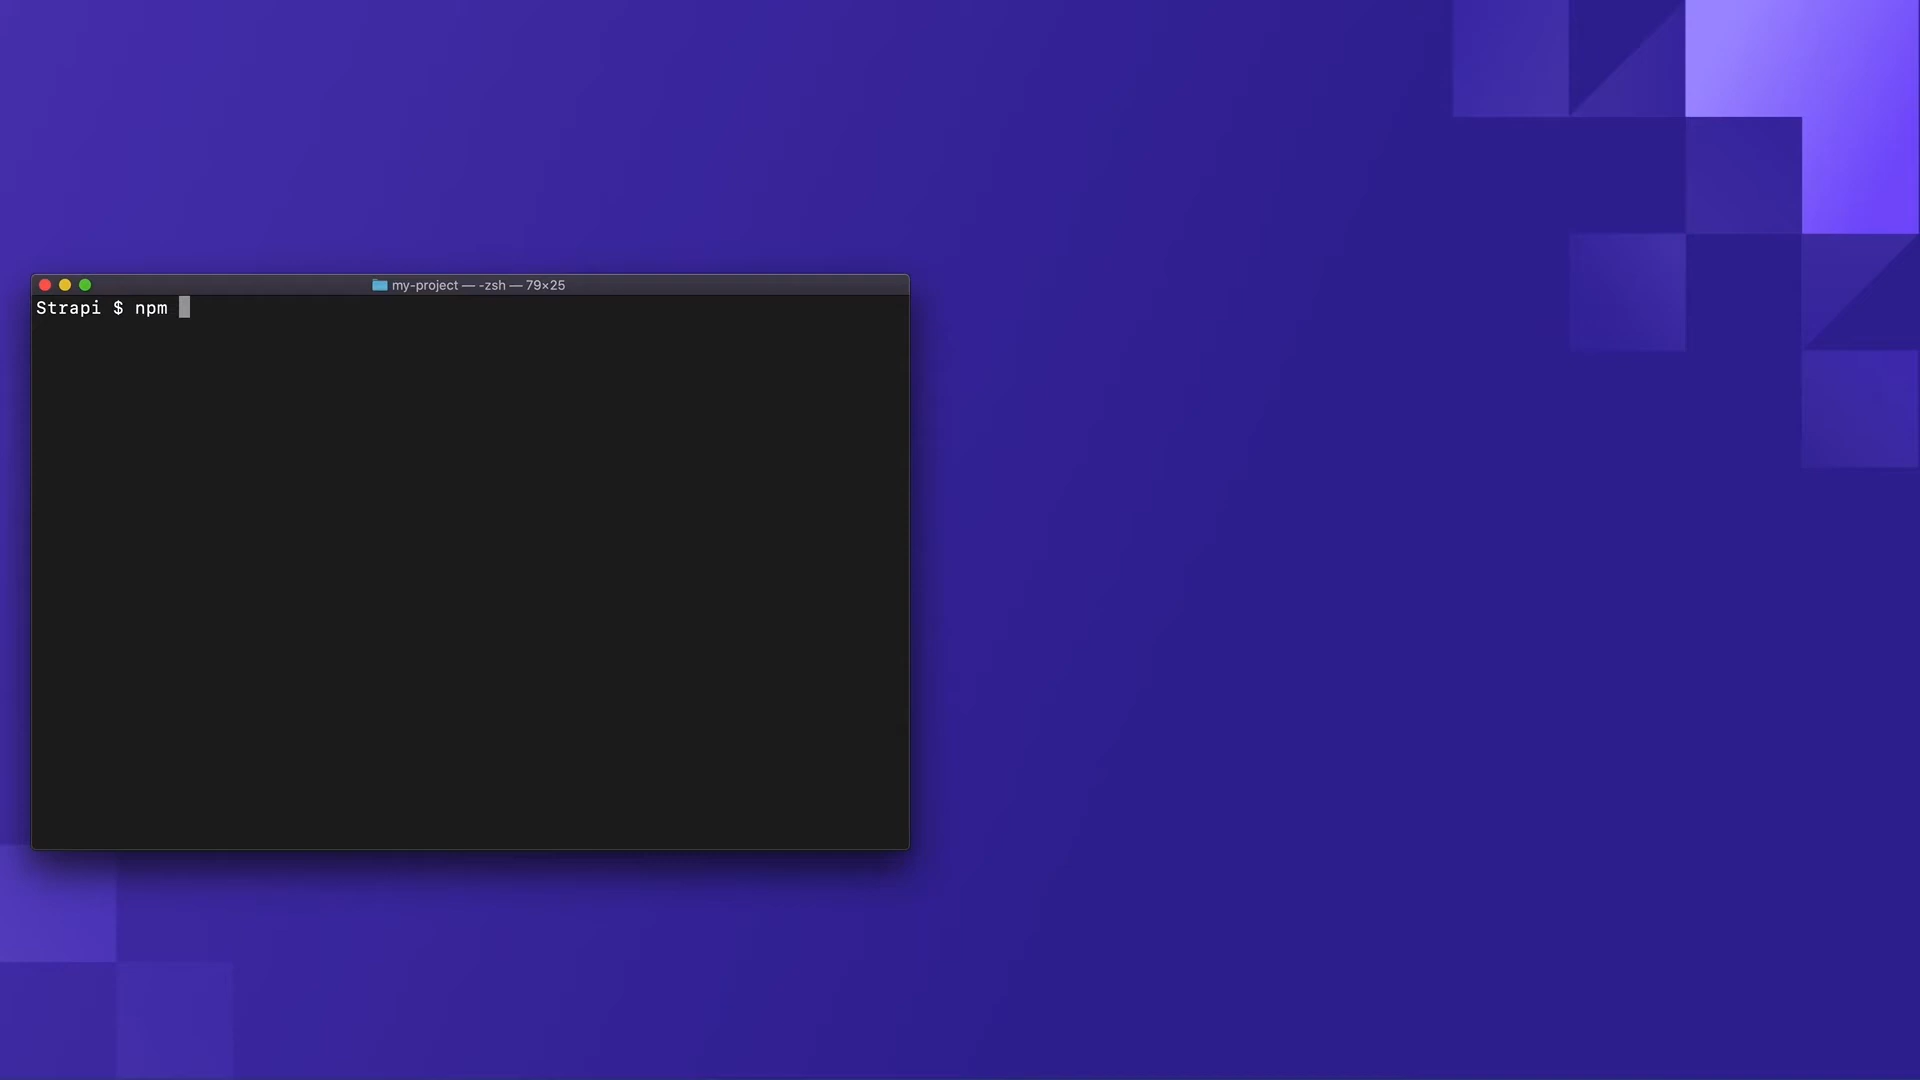 my-project — -zsh — 79×25
Strapi $ npm